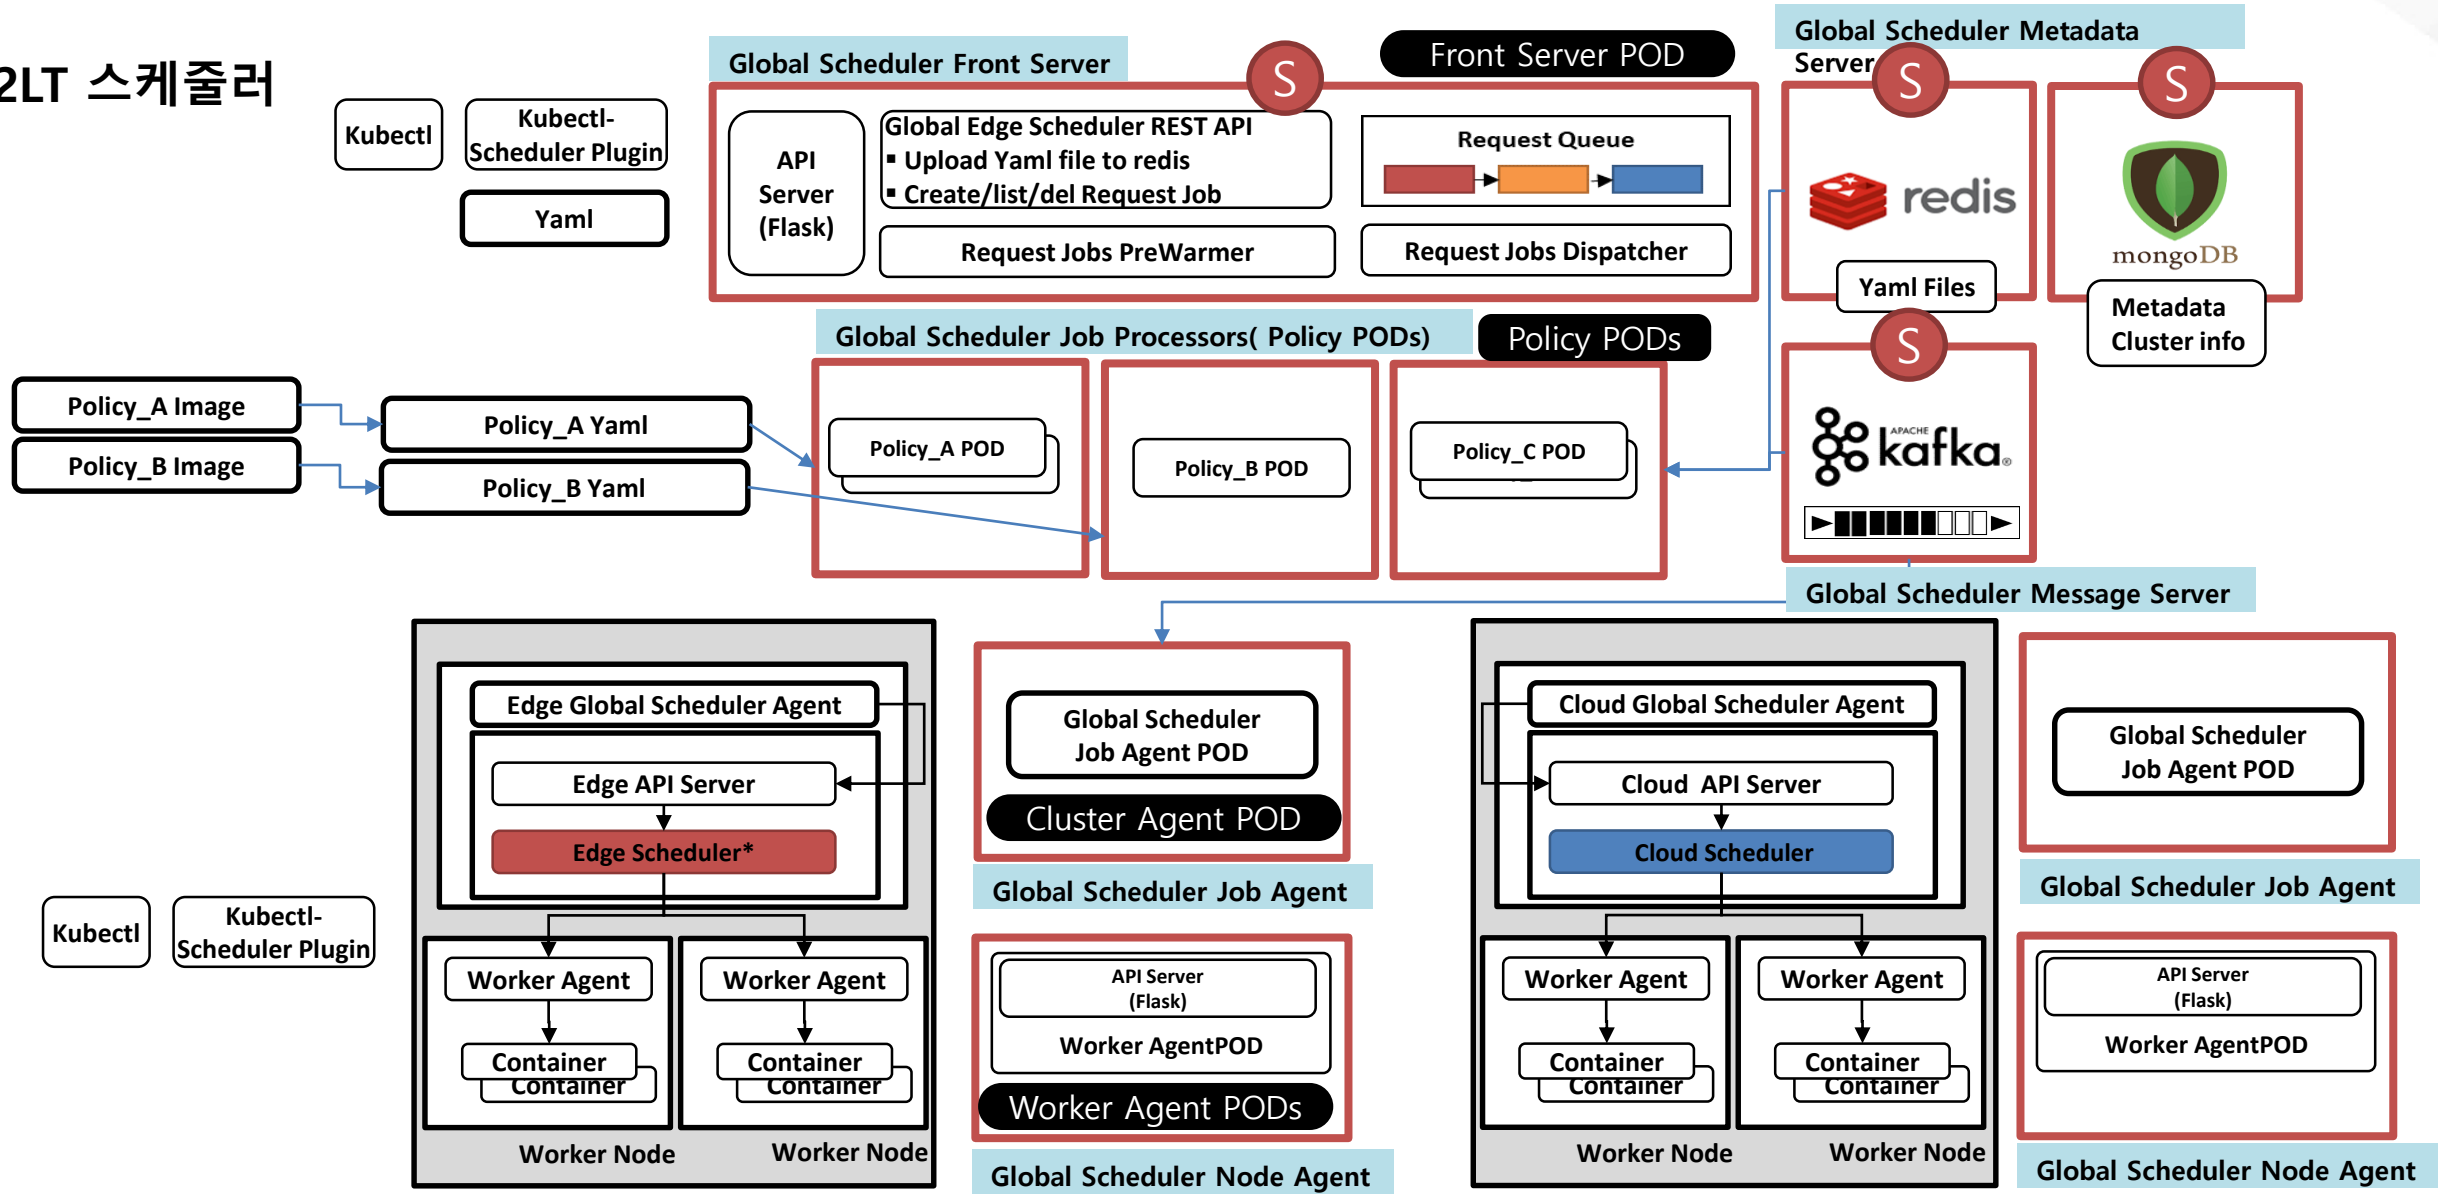 2LT 스케줄러
Kubectl
Kubectl-
Scheduler Plugin
Yaml
Global Scheduler Front Server
S
Front Server POD
API
Server
(Flask)
Global Edge Scheduler REST API
▪ Upload Yaml file to redis
▪ Create/list/del Request Job
Request Queue
Request Jobs PreWarmer
Request Jobs Dispatcher
Global Scheduler Metadata
Server
S
redis
Yaml Files
S
mongoDB
Metadata
Cluster info
Global Scheduler Job Processors( Policy PODs)
Policy PODs
Policy_A Image
Policy_B Image
Policy_A Yaml
Policy_B Yaml
Policy_A POD
Policy_B POD
Policy_C POD
S
APACHE
kafka®
Global Scheduler Message Server
Kubectl
Kubectl-
Scheduler Plugin
Edge Global Scheduler Agent
Edge API Server
Edge Scheduler*
Worker Agent
Container
Container
Worker Node
Worker Agent
Container
Container
Worker Node
Global Scheduler
Job Agent POD
Cluster Agent POD
Global Scheduler Job Agent
API Server
(Flask)
Worker AgentPOD
Worker Agent PODs
Global Scheduler Node Agent
Cloud Global Scheduler Agent
Cloud API Server
Cloud Scheduler
Worker Agent
Container
Container
Worker Node
Worker Agent
Container
Container
Worker Node
Global Scheduler
Job Agent POD
Global Scheduler Job Agent
API Server
(Flask)
Worker AgentPOD
Global Scheduler Node Agent